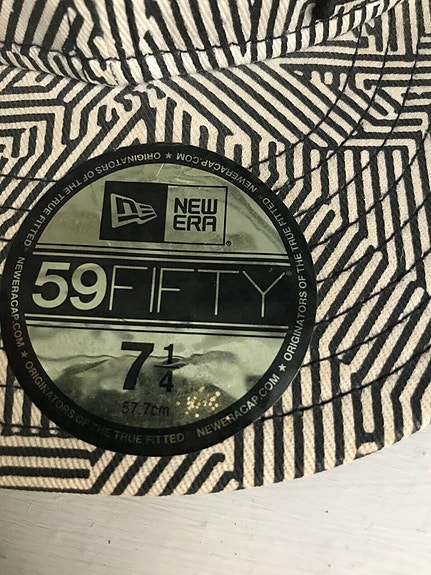 NEW
ERA
59FIFTY
7 1/4
57.7cm
ORIGINATORS OF THE TRUE FITTED ★ NEWERACAP.COM ★ ORIGINATORS OF THE TRUE FITTED NEWERACAP.COM ★ ORIGINATORS OF THE TRUE FITTED ★ NEWERACAP.COM ★